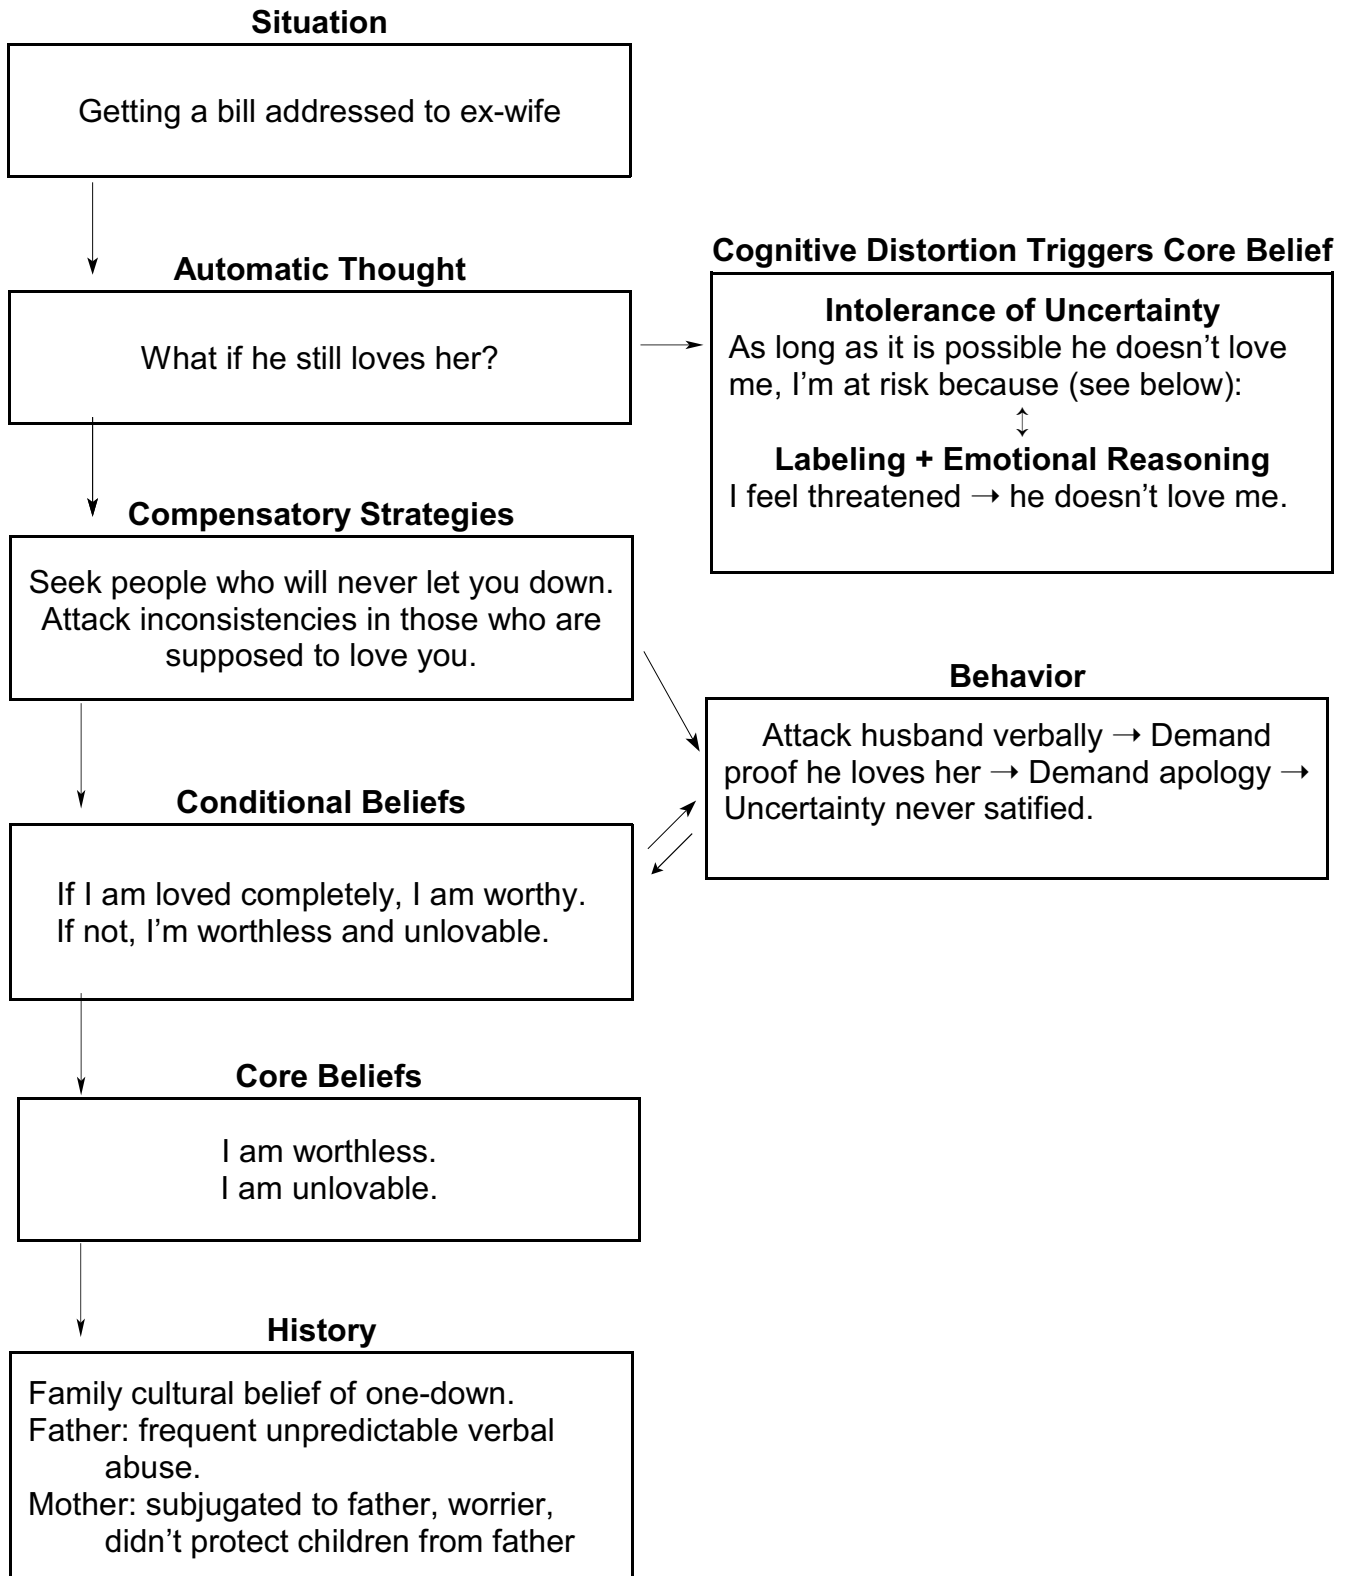 Situation
Getting a bill addressed to ex-wife
Automatic Thought
What if he still loves her?
Cognitive Distortion Triggers Core Belief
Intolerance of Uncertainty
As long as it is possible he doesn’t love
me, I’m at risk because (see below):
↕
Labeling + Emotional Reasoning
I feel threatened → he doesn’t love me.
Compensatory Strategies
Seek people who will never let you down.
Attack inconsistencies in those who are
supposed to love you.
Behavior
Attack husband verbally → Demand
proof he loves her → Demand apology →
Uncertainty never satified.
Conditional Beliefs
If I am loved completely, I am worthy.
If not, I’m worthless and unlovable.
Core Beliefs
I am worthless.
I am unlovable.
History
Family cultural belief of one-down.
Father: frequent unpredictable verbal
abuse.
Mother: subjugated to father, worrier,
didn’t protect children from father